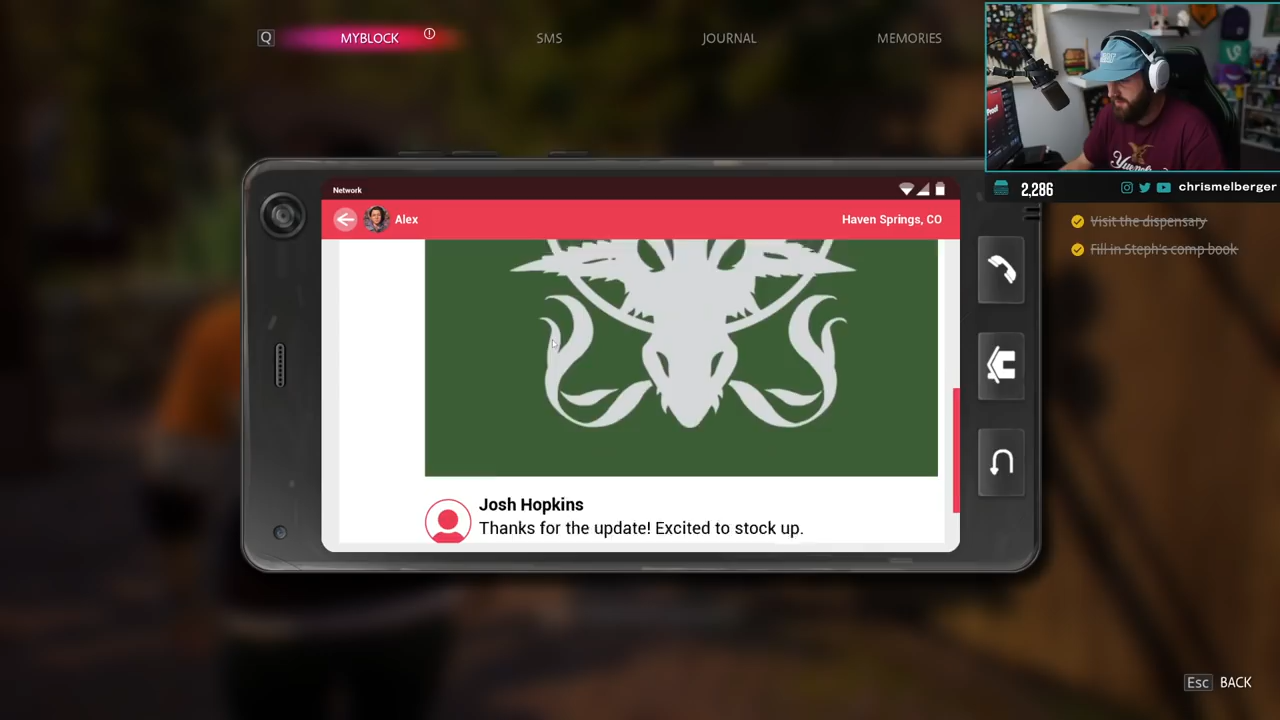 Q
MYBLOCK
SMS
JOURNAL
MEMORIES
2,286
chrismelberger
Network
Alex
Haven Springs, CO
Visit the dispensary
Fill in Steph's comp book
Josh Hopkins
Thanks for the update! Excited to stock up.
Esc BACK